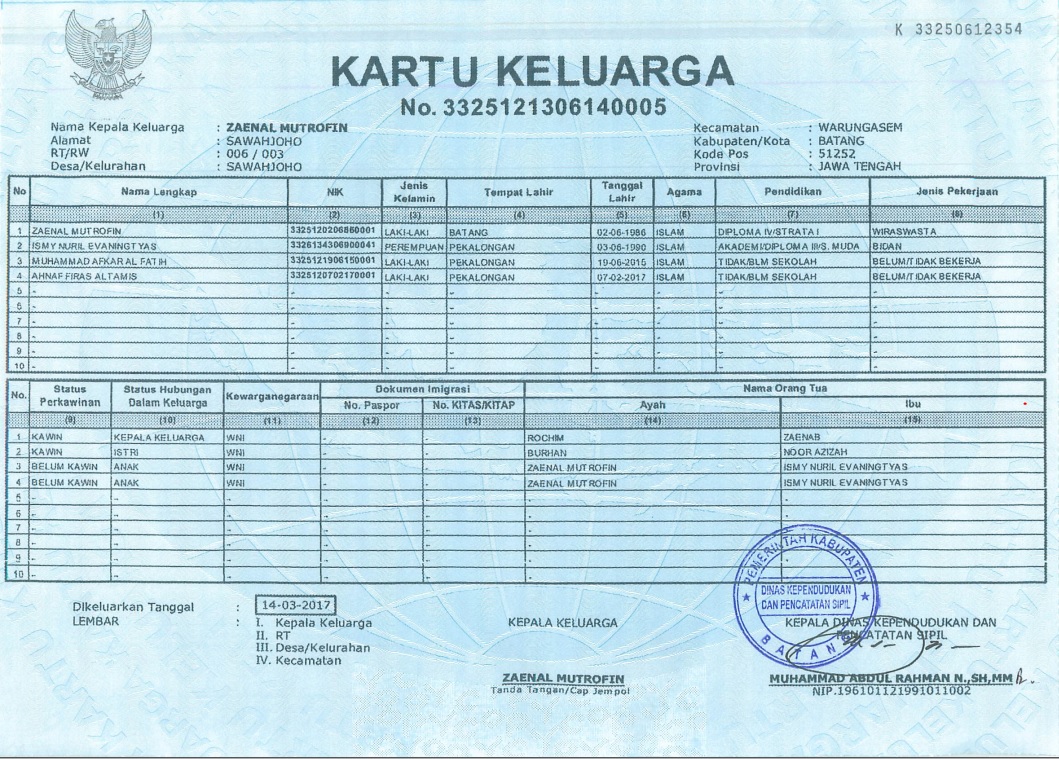 K 33250612354
KARTU KELUARGA
No. 3325121306140005
Nama Kepala Keluarga : ZAENAL MUTROFIN
Alamat : SAWAHJOHO
RT/RW : 006 / 003
Desa/Kelurahan : SAWAHJOHO
Kecamatan : WARUNGASEM
Kabupaten/Kota : BATANG
Kode Pos : 51252
Provinsi : JAWA TENGAH
No Nama Lengkap NIK Jenis Kelamin Tempat Lahir Tanggal Lahir Agama Pendidikan Jenis Pekerjaan
(1) (2) (3) (4) (5) (6) (7) (8)
1 ZAENAL MUTROFIN 3325120206860001 LAKI-LAKI BATANG 02-06-1986 ISLAM DIPLOMA IV/STRATA I WIRASWASTA
2 ISMY NURIL EVANINGTYAS 3326134306900041 PEREMPUAN PEKALONGAN 03-06-1990 ISLAM AKADEMI/DIPLOMA III/S. MUDA BIDAN
3 MUHAMMAD AFKAR AL FATIH 3325121906150001 LAKI-LAKI PEKALONGAN 19-06-2015 ISLAM TIDAK/BLM SEKOLAH BELUM/TIDAK BEKERJA
4 AHNAF FIRAS ALTAMIS 3325120702170001 LAKI-LAKI PEKALONGAN 07-02-2017 ISLAM TIDAK/BLM SEKOLAH BELUM/TIDAK BEKERJA
5 - - - - - - - -
6 - - - - - - - -
7 - - - - - - - -
8 - - - - - - - -
9 - - - - - - - -
10 - - - - - - - -
No. Status Perkawinan Status Hubungan Dalam Keluarga Kewarganegaraan Dokumen Imigrasi Nama Orang Tua
No. Paspor No. KITAS/KITAP Ayah Ibu
(9) (10) (11) (12) (13) (14) (15)
1 KAWIN KEPALA KELUARGA WNI - - ROCHIM ZAENAB
2 KAWIN ISTRI WNI - - BURHAN NOOR AZIZAH
3 BELUM KAWIN ANAK WNI - - ZAENAL MUTROFIN ISMY NURIL EVANINGTYAS
4 BELUM KAWIN ANAK WNI - - ZAENAL MUTROFIN ISMY NURIL EVANINGTYAS
5 - - - - - - -
6 - - - - - - -
7 - - - - - - -
8 - - - - - - -
9 - - - - - - -
10 - - - - - - -
Dikeluarkan Tanggal : 14-03-2017
LEMBAR : I. Kepala Keluarga
II. RT
III. Desa/Kelurahan
IV. Kecamatan
KEPALA KELUARGA
ZAENAL MUTROFIN
Tanda Tangan/Cap Jempol
PEMERINTAH KABUPATEN
DINAS KEPENDUDUKAN
DAN PENCATATAN SIPIL
BATANG
KEPALA DINAS KEPENDUDUKAN DAN
PENCATATAN SIPIL
MUHAMMAD ABDUL RAHMAN N.,SH,MM
NIP.196101121991011002